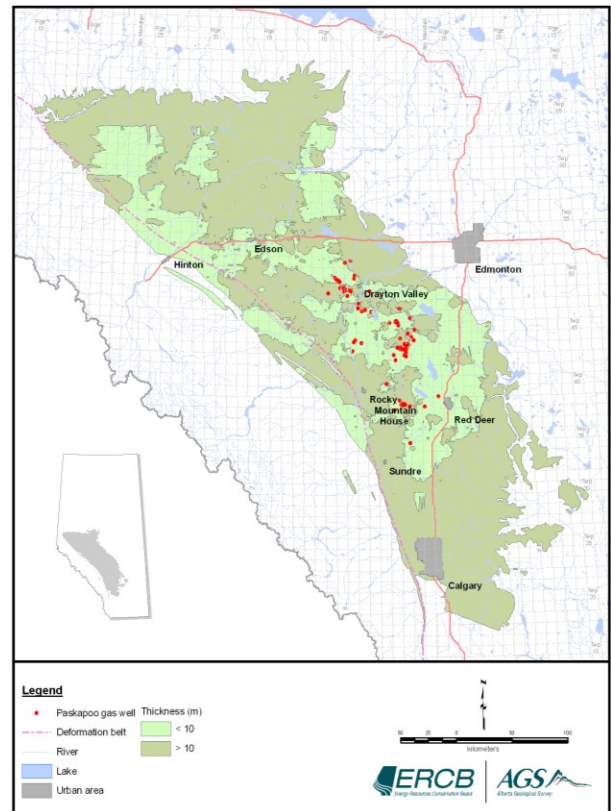 Hinton
Edson
Edmonton
Drayton Valley
Rocky
Mountain
House
Red Deer
Sundre
Calgary
Legend
Paskapoo gas well
Deformation belt
River
Lake
Urban area
Thickness (m)
< 10
> 10
N
kilometers
ERCB
Energy Resources Conservation Board
AGS
Alberta Geological Survey